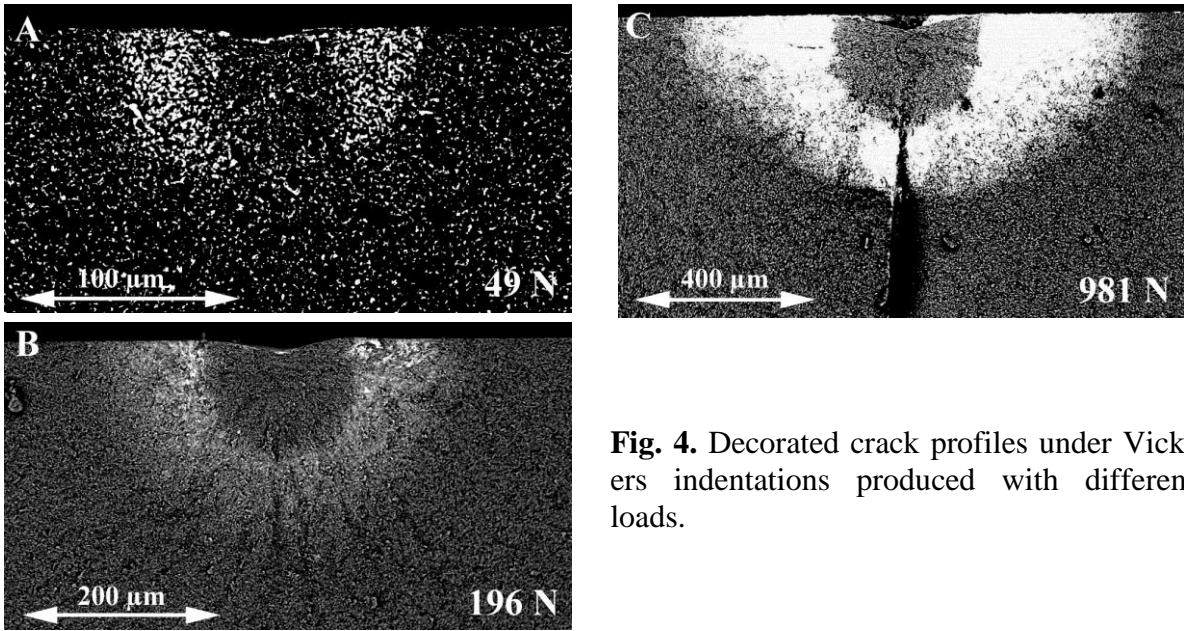 A
100 µm
49 N
B
200 µm
196 N
C
400 µm
981 N
Fig. 4. Decorated crack profiles under Vick
ers indentations produced with differen
loads.